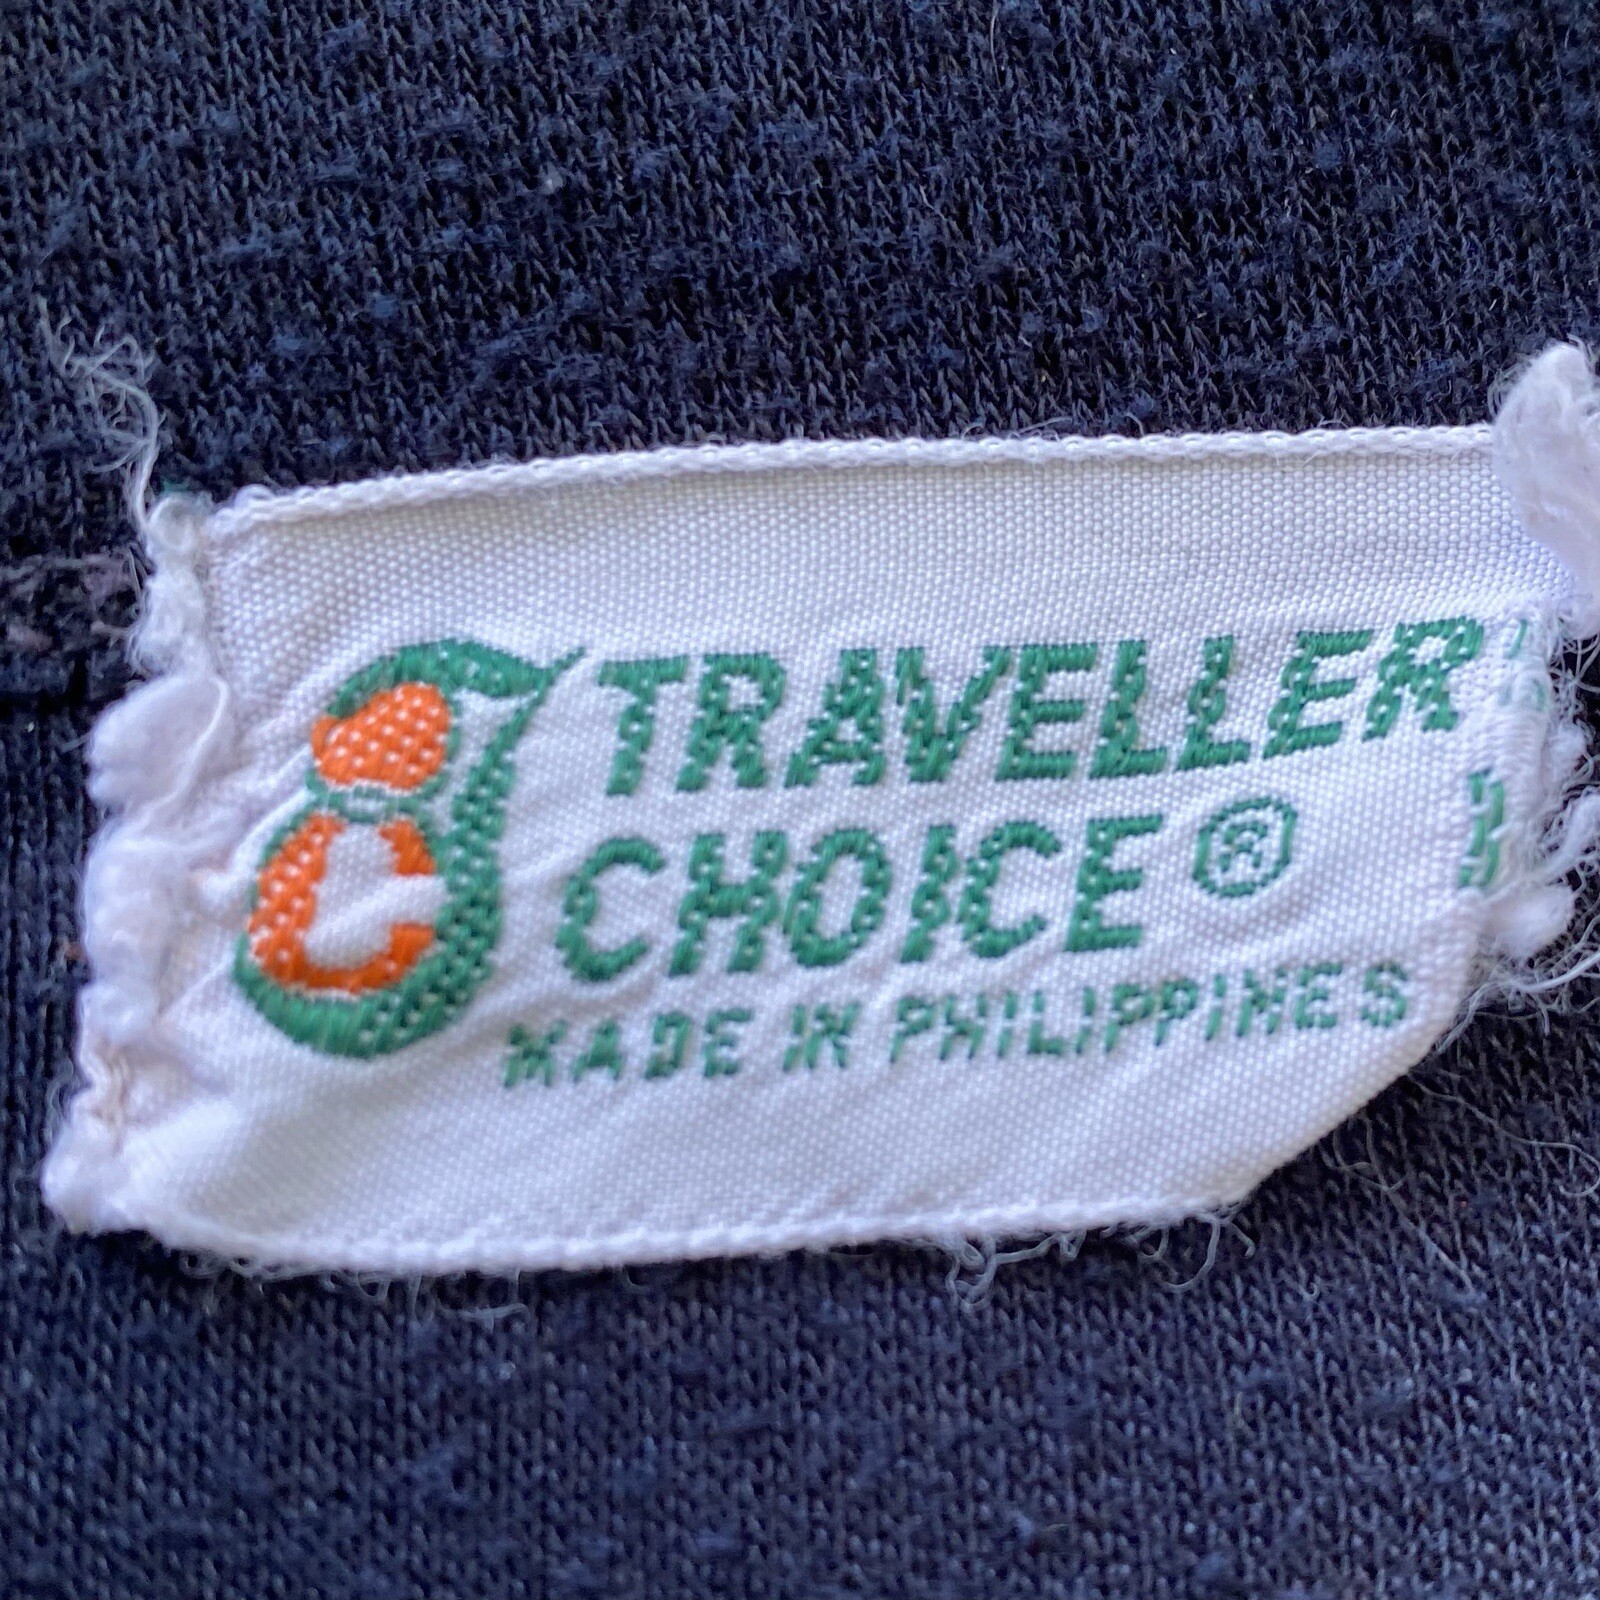 TRAVELLER
CHOICE ®
MADE IN PHILIPPINES